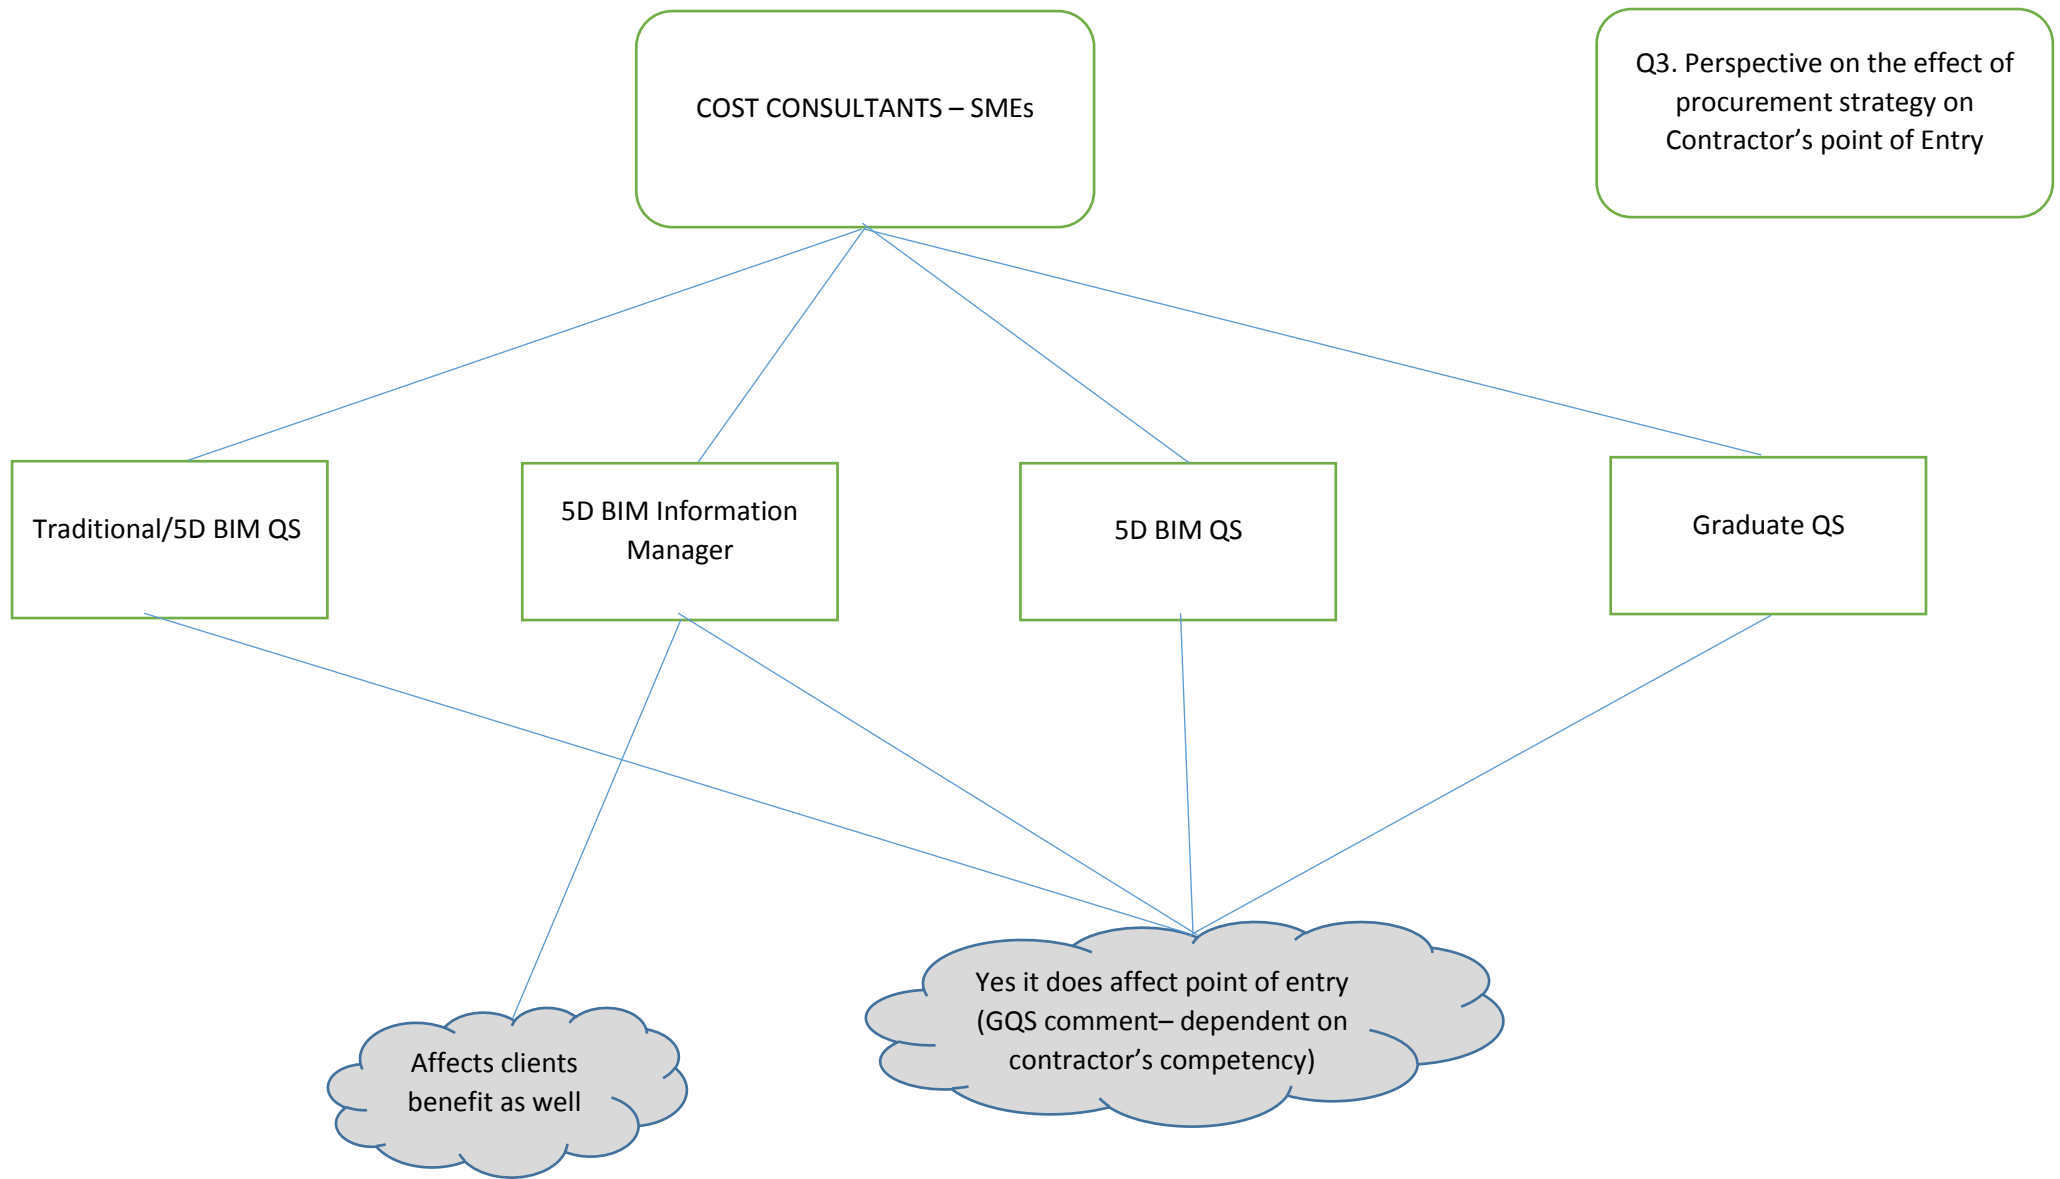 COST CONSULTANTS – SMEs
Q3. Perspective on the effect of
procurement strategy on
Contractor’s point of Entry
Traditional/5D BIM QS
5D BIM Information
Manager
5D BIM QS
Graduate QS
Yes it does affect point of entry
(GQS comment– dependent on
contractor’s competency)
Affects clients
benefit as well